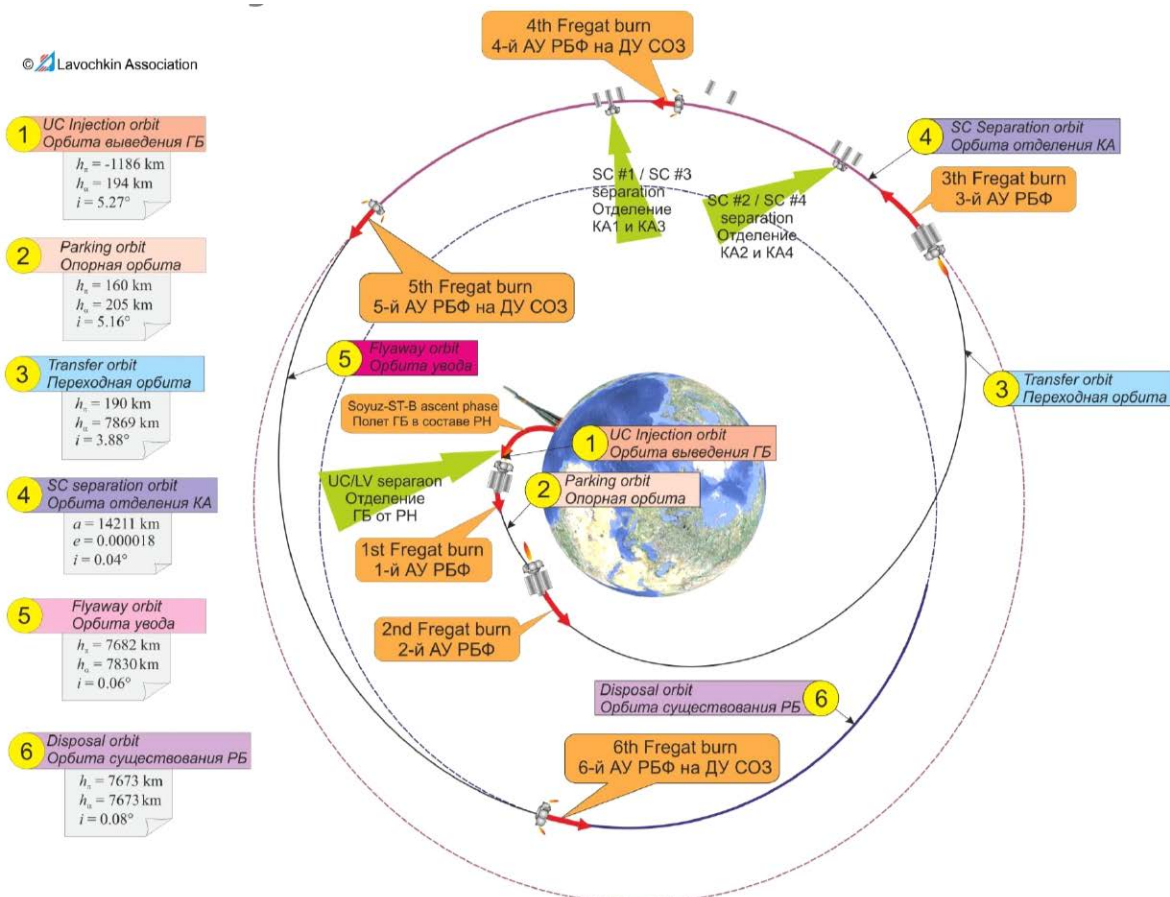 © Lavochkin Association
1
UC Injection orbit
Орбита выведения ГБ
hπ = -1186 km
hα = 194 km
i = 5.27°
2
Parking orbit
Опорная орбита
hπ = 160 km
hα = 205 km
i = 5.16°
3
Transfer orbit
Переходная орбита
hπ = 190 km
hα = 7869 km
i = 3.88°
4
SC separation orbit
Орбита отделения КА
a = 14211 km
e = 0.000018
i = 0.04°
5
Flyaway orbit
Орбита увода
hπ = 7682 km
hα = 7830 km
i = 0.06°
6
Disposal orbit
Орбита существования РБ
hπ = 7673 km
hα = 7673 km
i = 0.08°
4th Fregat burn
4-й АУ РБФ на ДУ СОЗ
4
SC Separation orbit
Орбита отделения КА
3th Fregat burn
3-й АУ РБФ
SC #1 / SC #3
separation
Отделение
КА1 и КА3
SC #2 / SC #4
separation
Отделение
КА2 и КА4
5th Fregat burn
5-й АУ РБФ на ДУ СОЗ
5
Flyaway orbit
Орбита увода
3
Transfer orbit
Переходная орбита
Soyuz-ST-B ascent phase
Полет ГБ в составе РН
1
UC Injection orbit
Орбита выведения ГБ
UC/LV separaon
Отделение
ГБ от РН
2
Parking orbit
Опорная орбита
1st Fregat burn
1-й АУ РБФ
2nd Fregat burn
2-й АУ РБФ
Disposal orbit
Орбита существования РБ
6
6th Fregat burn
6-й АУ РБФ на ДУ СОЗ